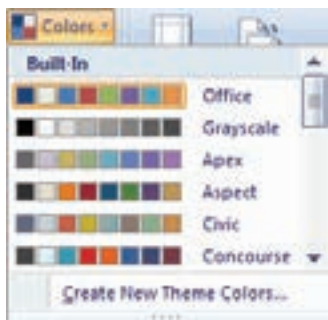 Colors
Built-In
Office
Grayscale
Apex
Aspect
Civic
Concourse
Create New Theme Colors...